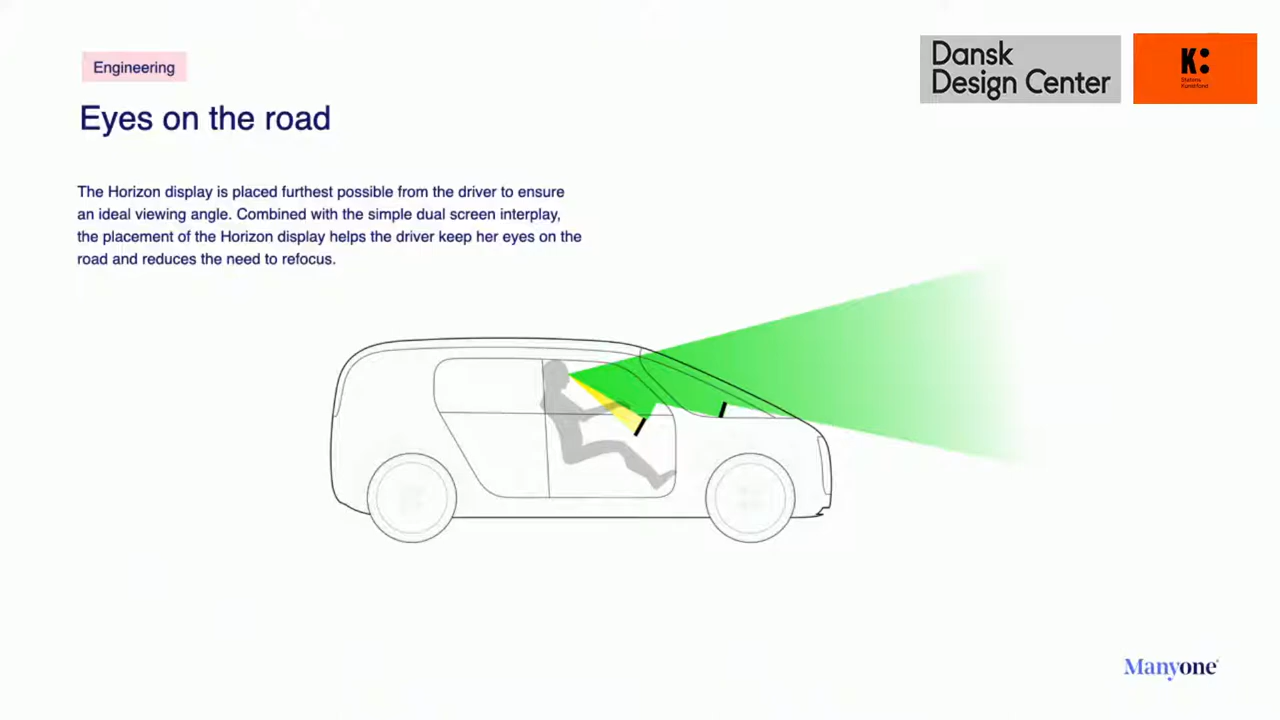 Engineering
Eyes on the road
The Horizon display is placed furthest possible from the driver to ensure
an ideal viewing angle. Combined with the simple dual screen interplay,
the placement of the Horizon display helps the driver keep her eyes on the
road and reduces the need to refocus.
Dansk
Design Center
K:
Statens
Kunstfond
Manyone